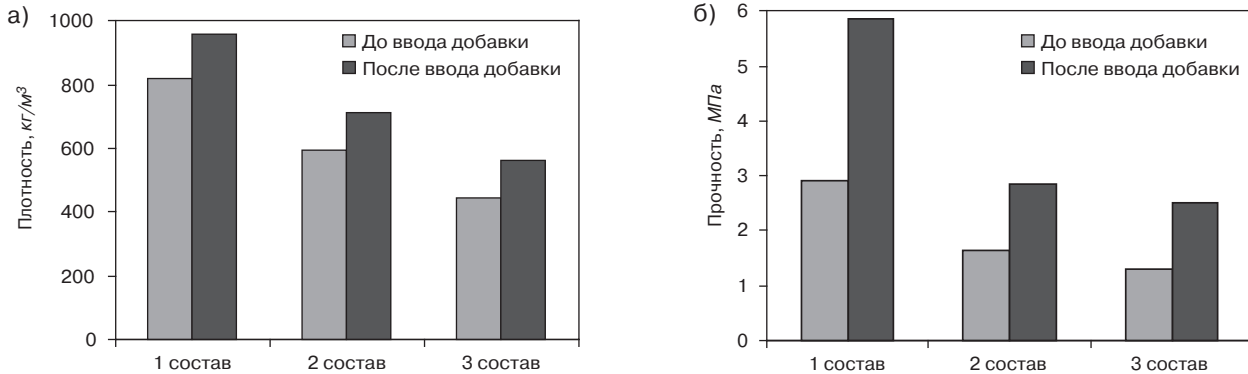 а)
Плотность, кг/м³
1000
800
600
400
200
0
До ввода добавки
После ввода добавки
1 состав
2 состав
3 состав
б)
Прочность, МПа
6
5
4
3
2
1
0
До ввода добавки
После ввода добавки
1 состав
2 состав
3 состав